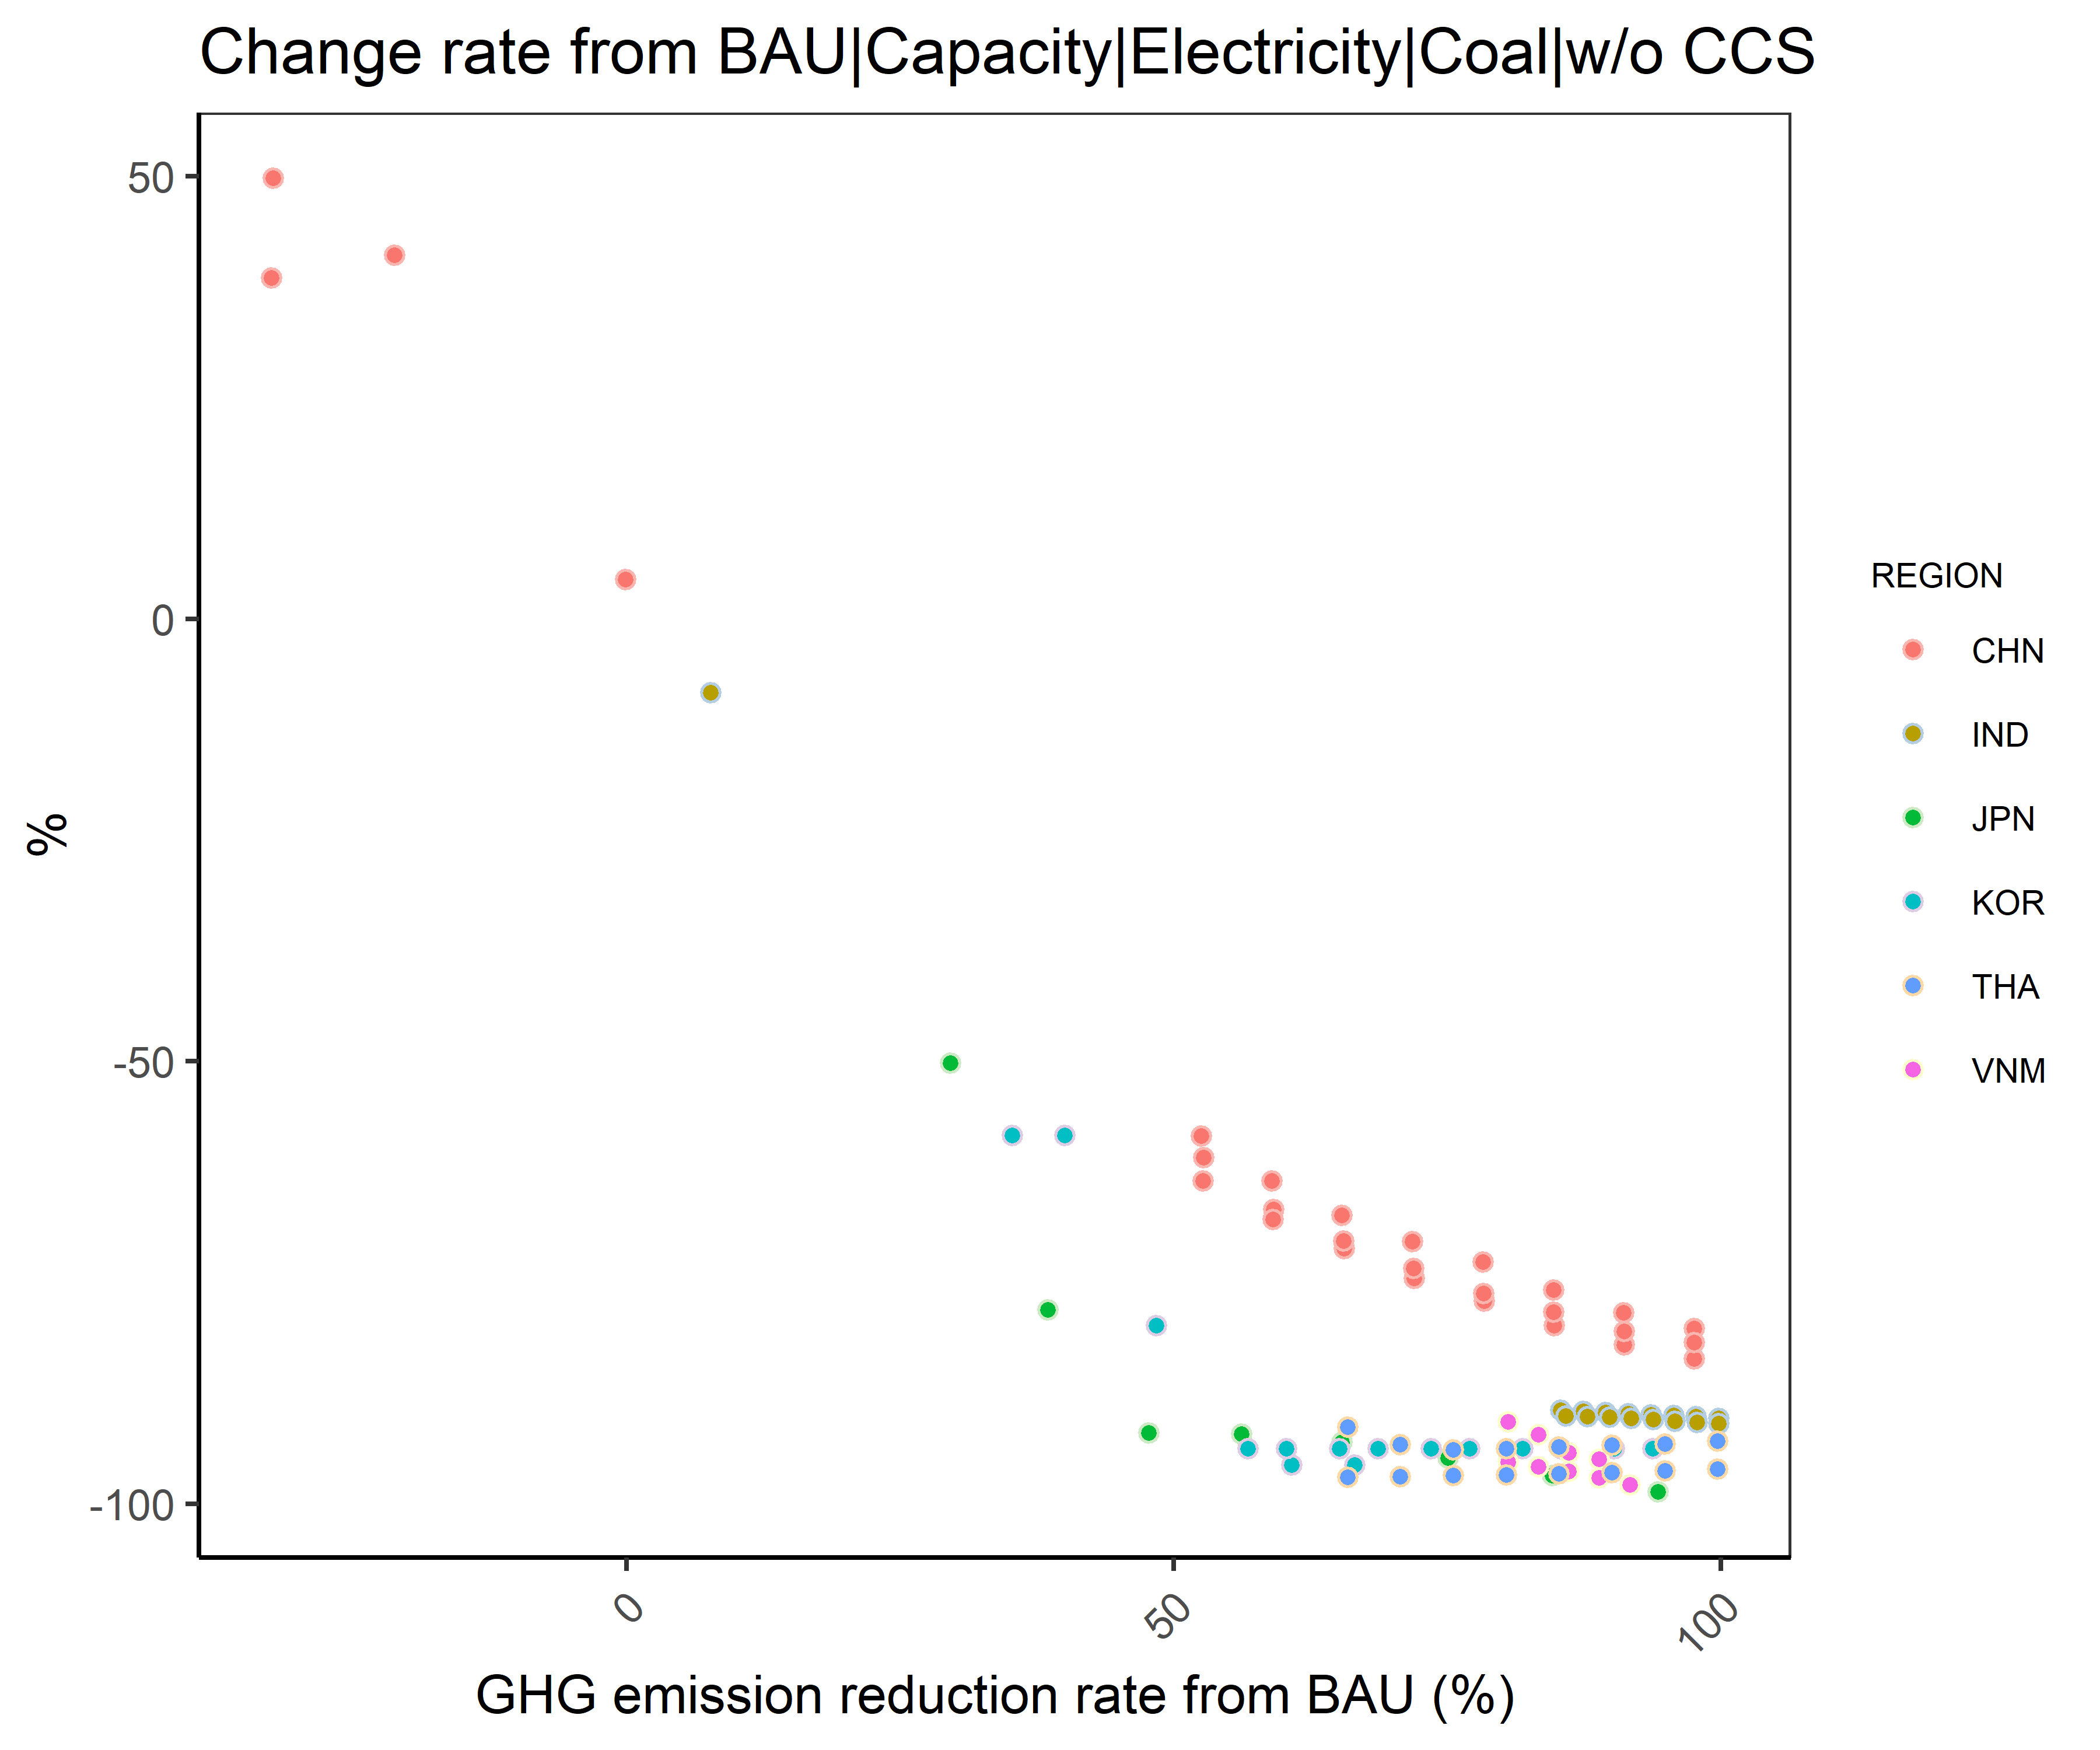 Change rate from BAU|Capacity|Electricity|Coal|w/o CCS
50
0
-50
-100
%
0
50
100
GHG emission reduction rate from BAU (%)
REGION
CHN
IND
JPN
KOR
THA
VNM